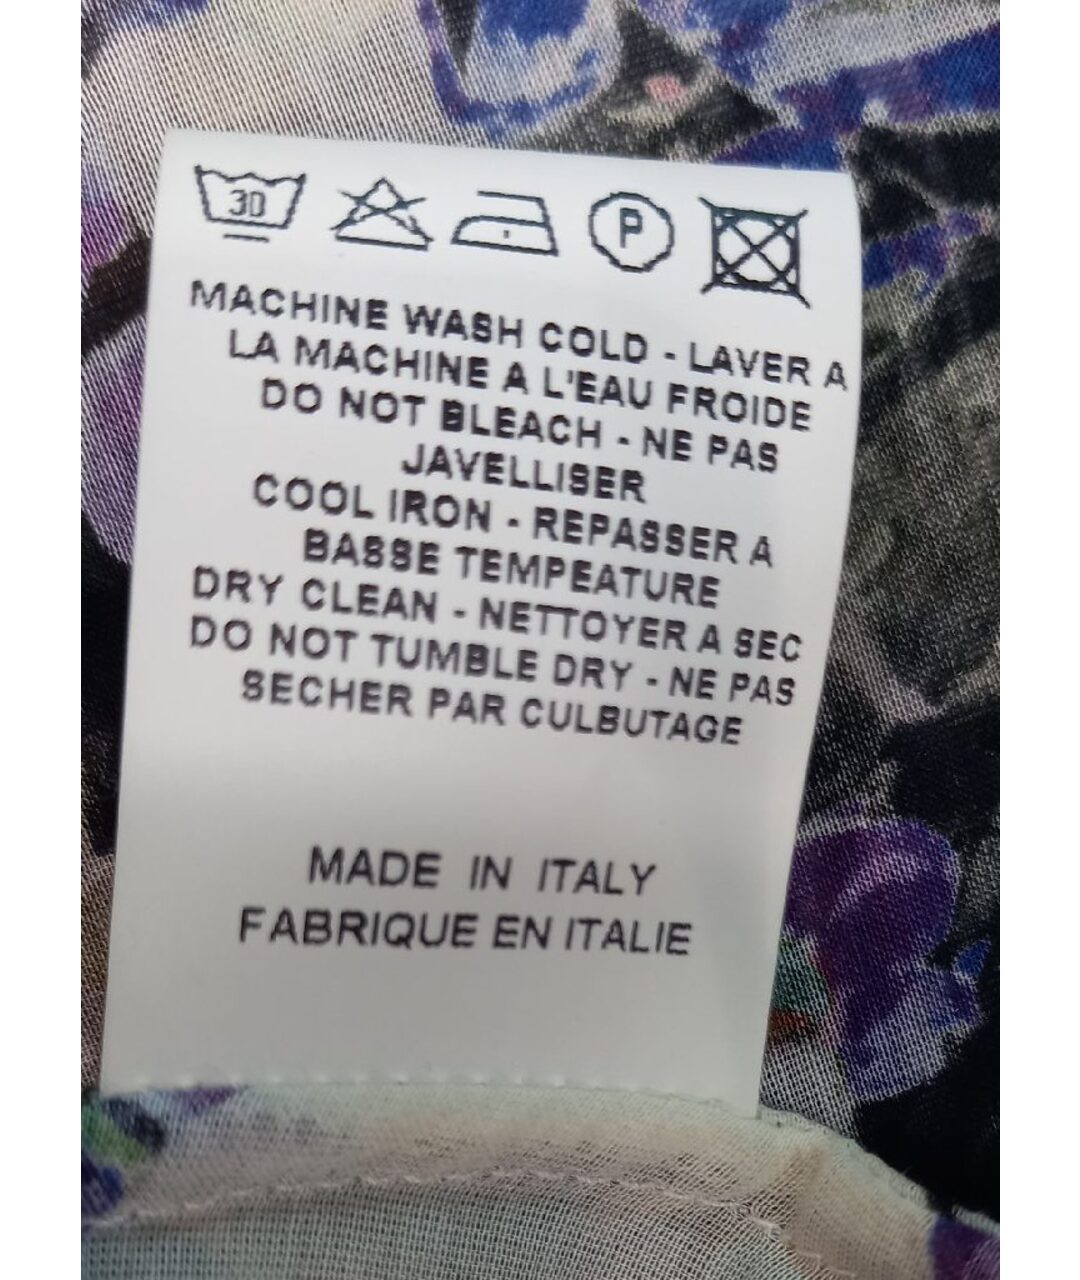 30
P
MACHINE WASH COLD - LAVER A
LA MACHINE A L'EAU FROIDE
DO NOT BLEACH - NE PAS
JAVELLISER
COOL IRON - REPASSER A
BASSE TEMPEATURE
DRY CLEAN - NETTOYER A SEC
DO NOT TUMBLE DRY - NE PAS
SECHER PAR CULBUTAGE
MADE IN ITALY
FABRIQUE EN ITALIE